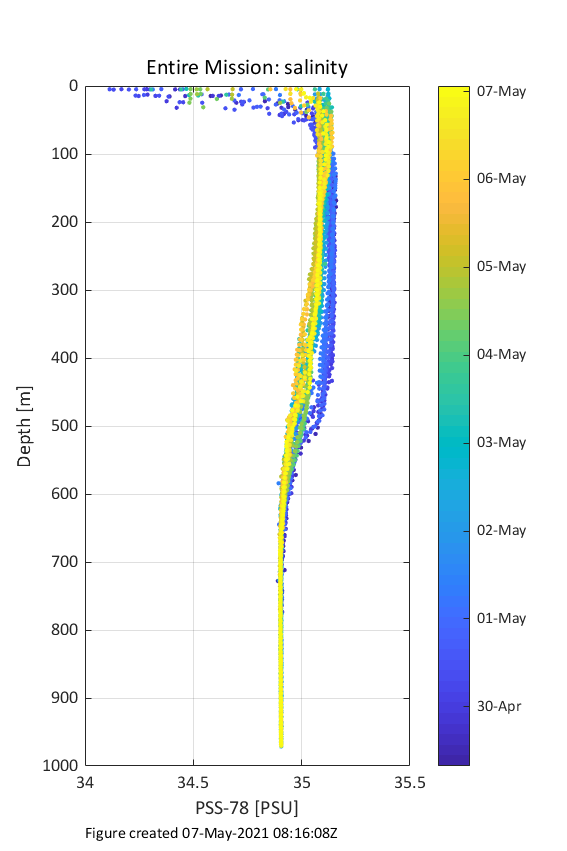 Entire Mission: salinity
0
100
200
300
400
500
600
700
800
900
1000
Depth [m]
34
34.5
35
35.5
PSS-78 [PSU]
07-May
06-May
05-May
04-May
03-May
02-May
01-May
30-Apr
Figure created 07-May-2021 08:16:08Z